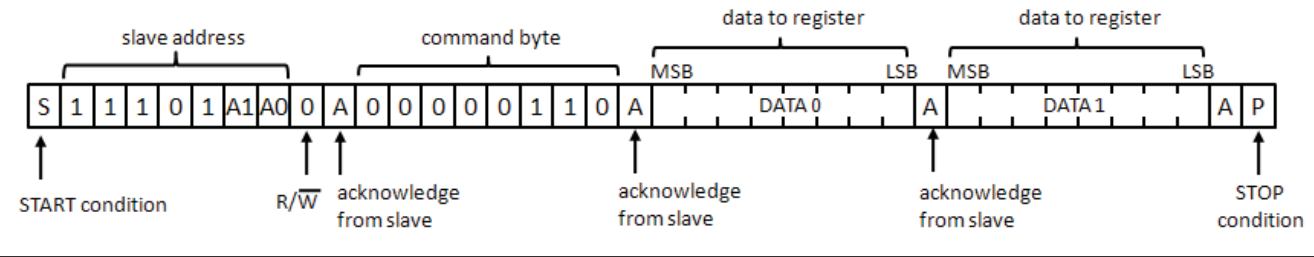 data to register
data to register
slave address
command byte
MSB LSB MSB LSB
S 1 1 1 0 1 A1 A0 0 A 0 0 0 0 0 1 1 0 A DATA 0 A DATA 1 A P
START condition
R/W̅
acknowledge
from slave
acknowledge
from slave
acknowledge
from slave
STOP
condition